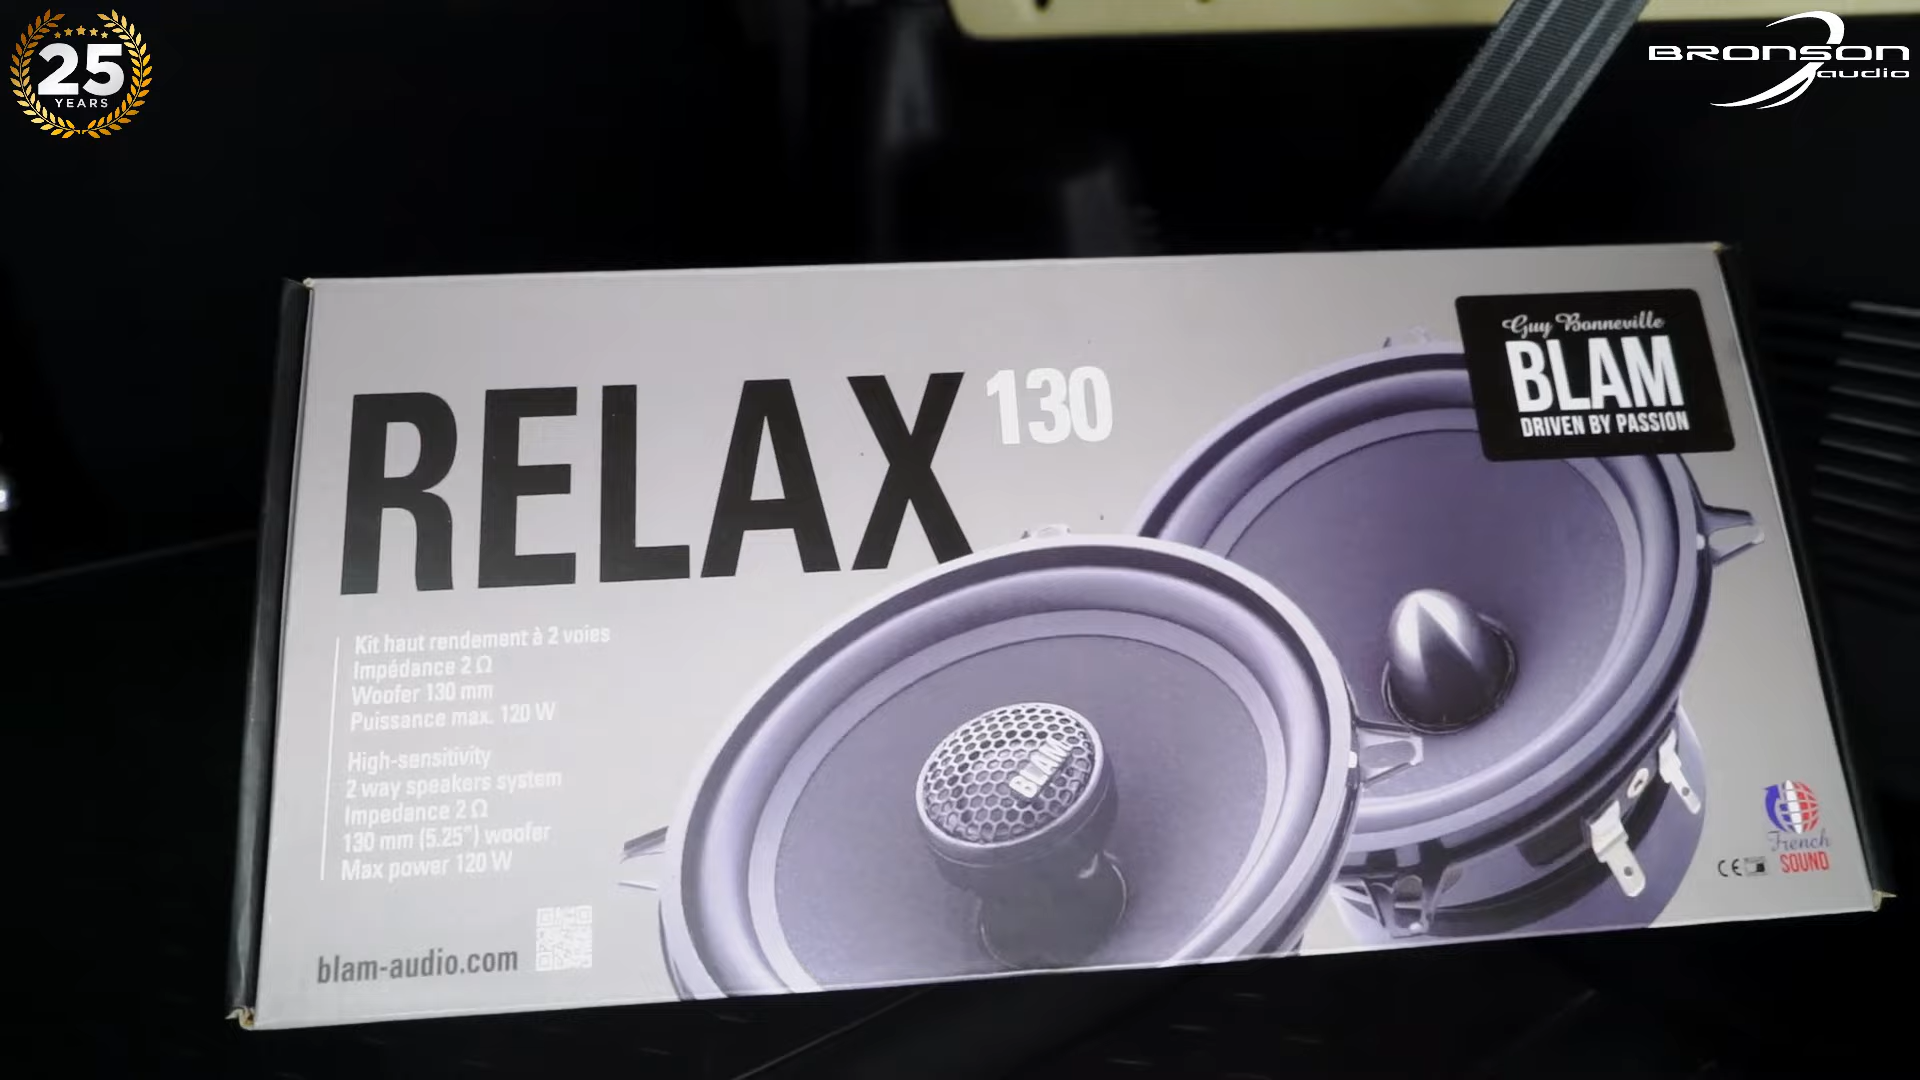 25
YEARS
BRONSON
audio
Guy Bonneville
BLAM
DRIVEN BY PASSION
RELAX 130
Kit haut rendement à 2 voies
Impédance 2 Ω
Woofer 130 mm
Puissance max. 120 W
High-sensitivity
2 way speakers system
Impedance 2 Ω
130 mm (5.25") woofer
Max power 120 W
BLAM
blam-audio.com
French
SOUND
CE